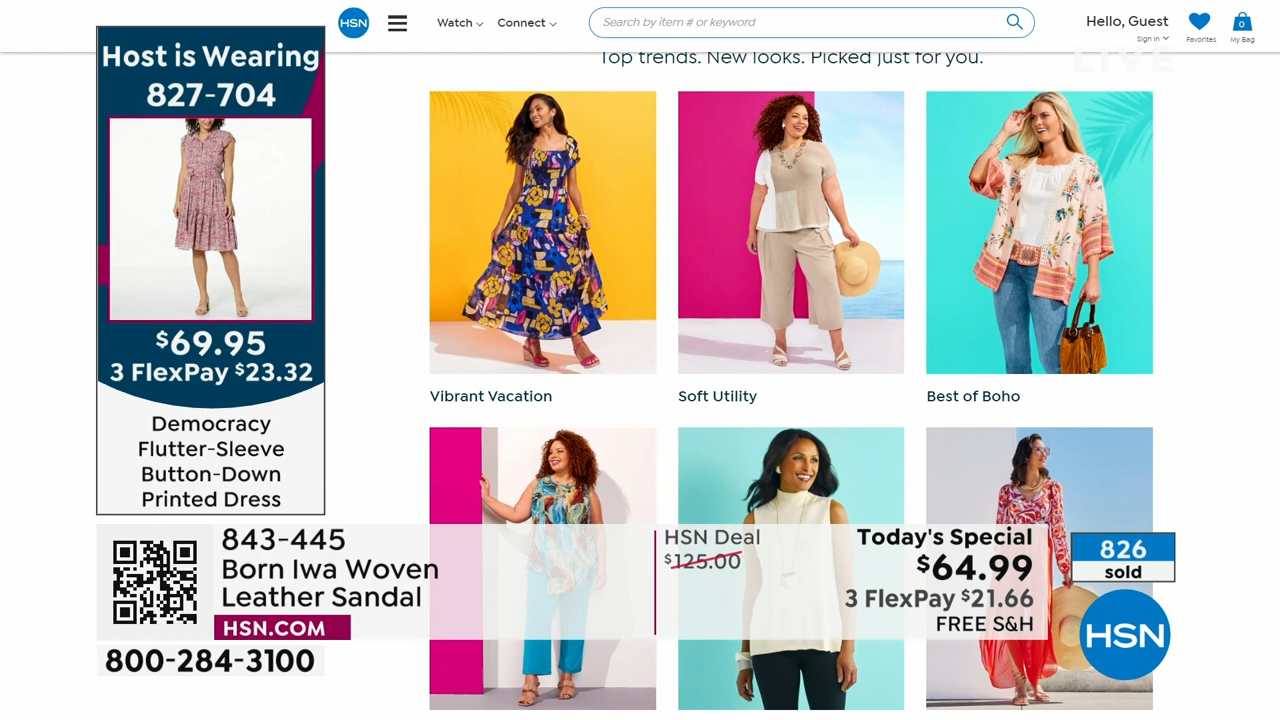 HSN
Watch
Connect
Search by item # or keyword
Hello, Guest
Sign In
Favorites
0
My Bag
LIVE
Top trends. New looks. Picked just for you.
Host is Wearing
827-704
$69.95
3 FlexPay $23.32
Democracy
Flutter-Sleeve
Button-Down
Printed Dress
Vibrant Vacation
Soft Utility
Best of Boho
843-445
Born Iwa Woven
Leather Sandal
HSN.COM
800-284-3100
HSN Deal
$125.00
Today's Special
$64.99
3 FlexPay $21.66
FREE S&H
826
sold
HSN